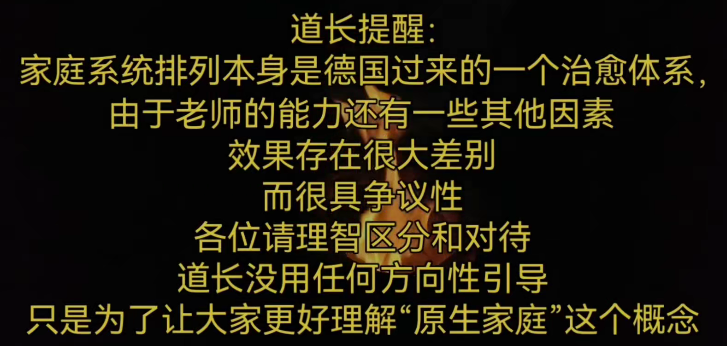 道长提醒：
家庭系统排列本身是德国过来的一个治愈体系，
由于老师的能力还有一些其他因素
效果存在很大差别
而很具争议性
各位请理智区分和对待
道长没用任何方向性引导
只是为了让大家更好理解“原生家庭”这个概念